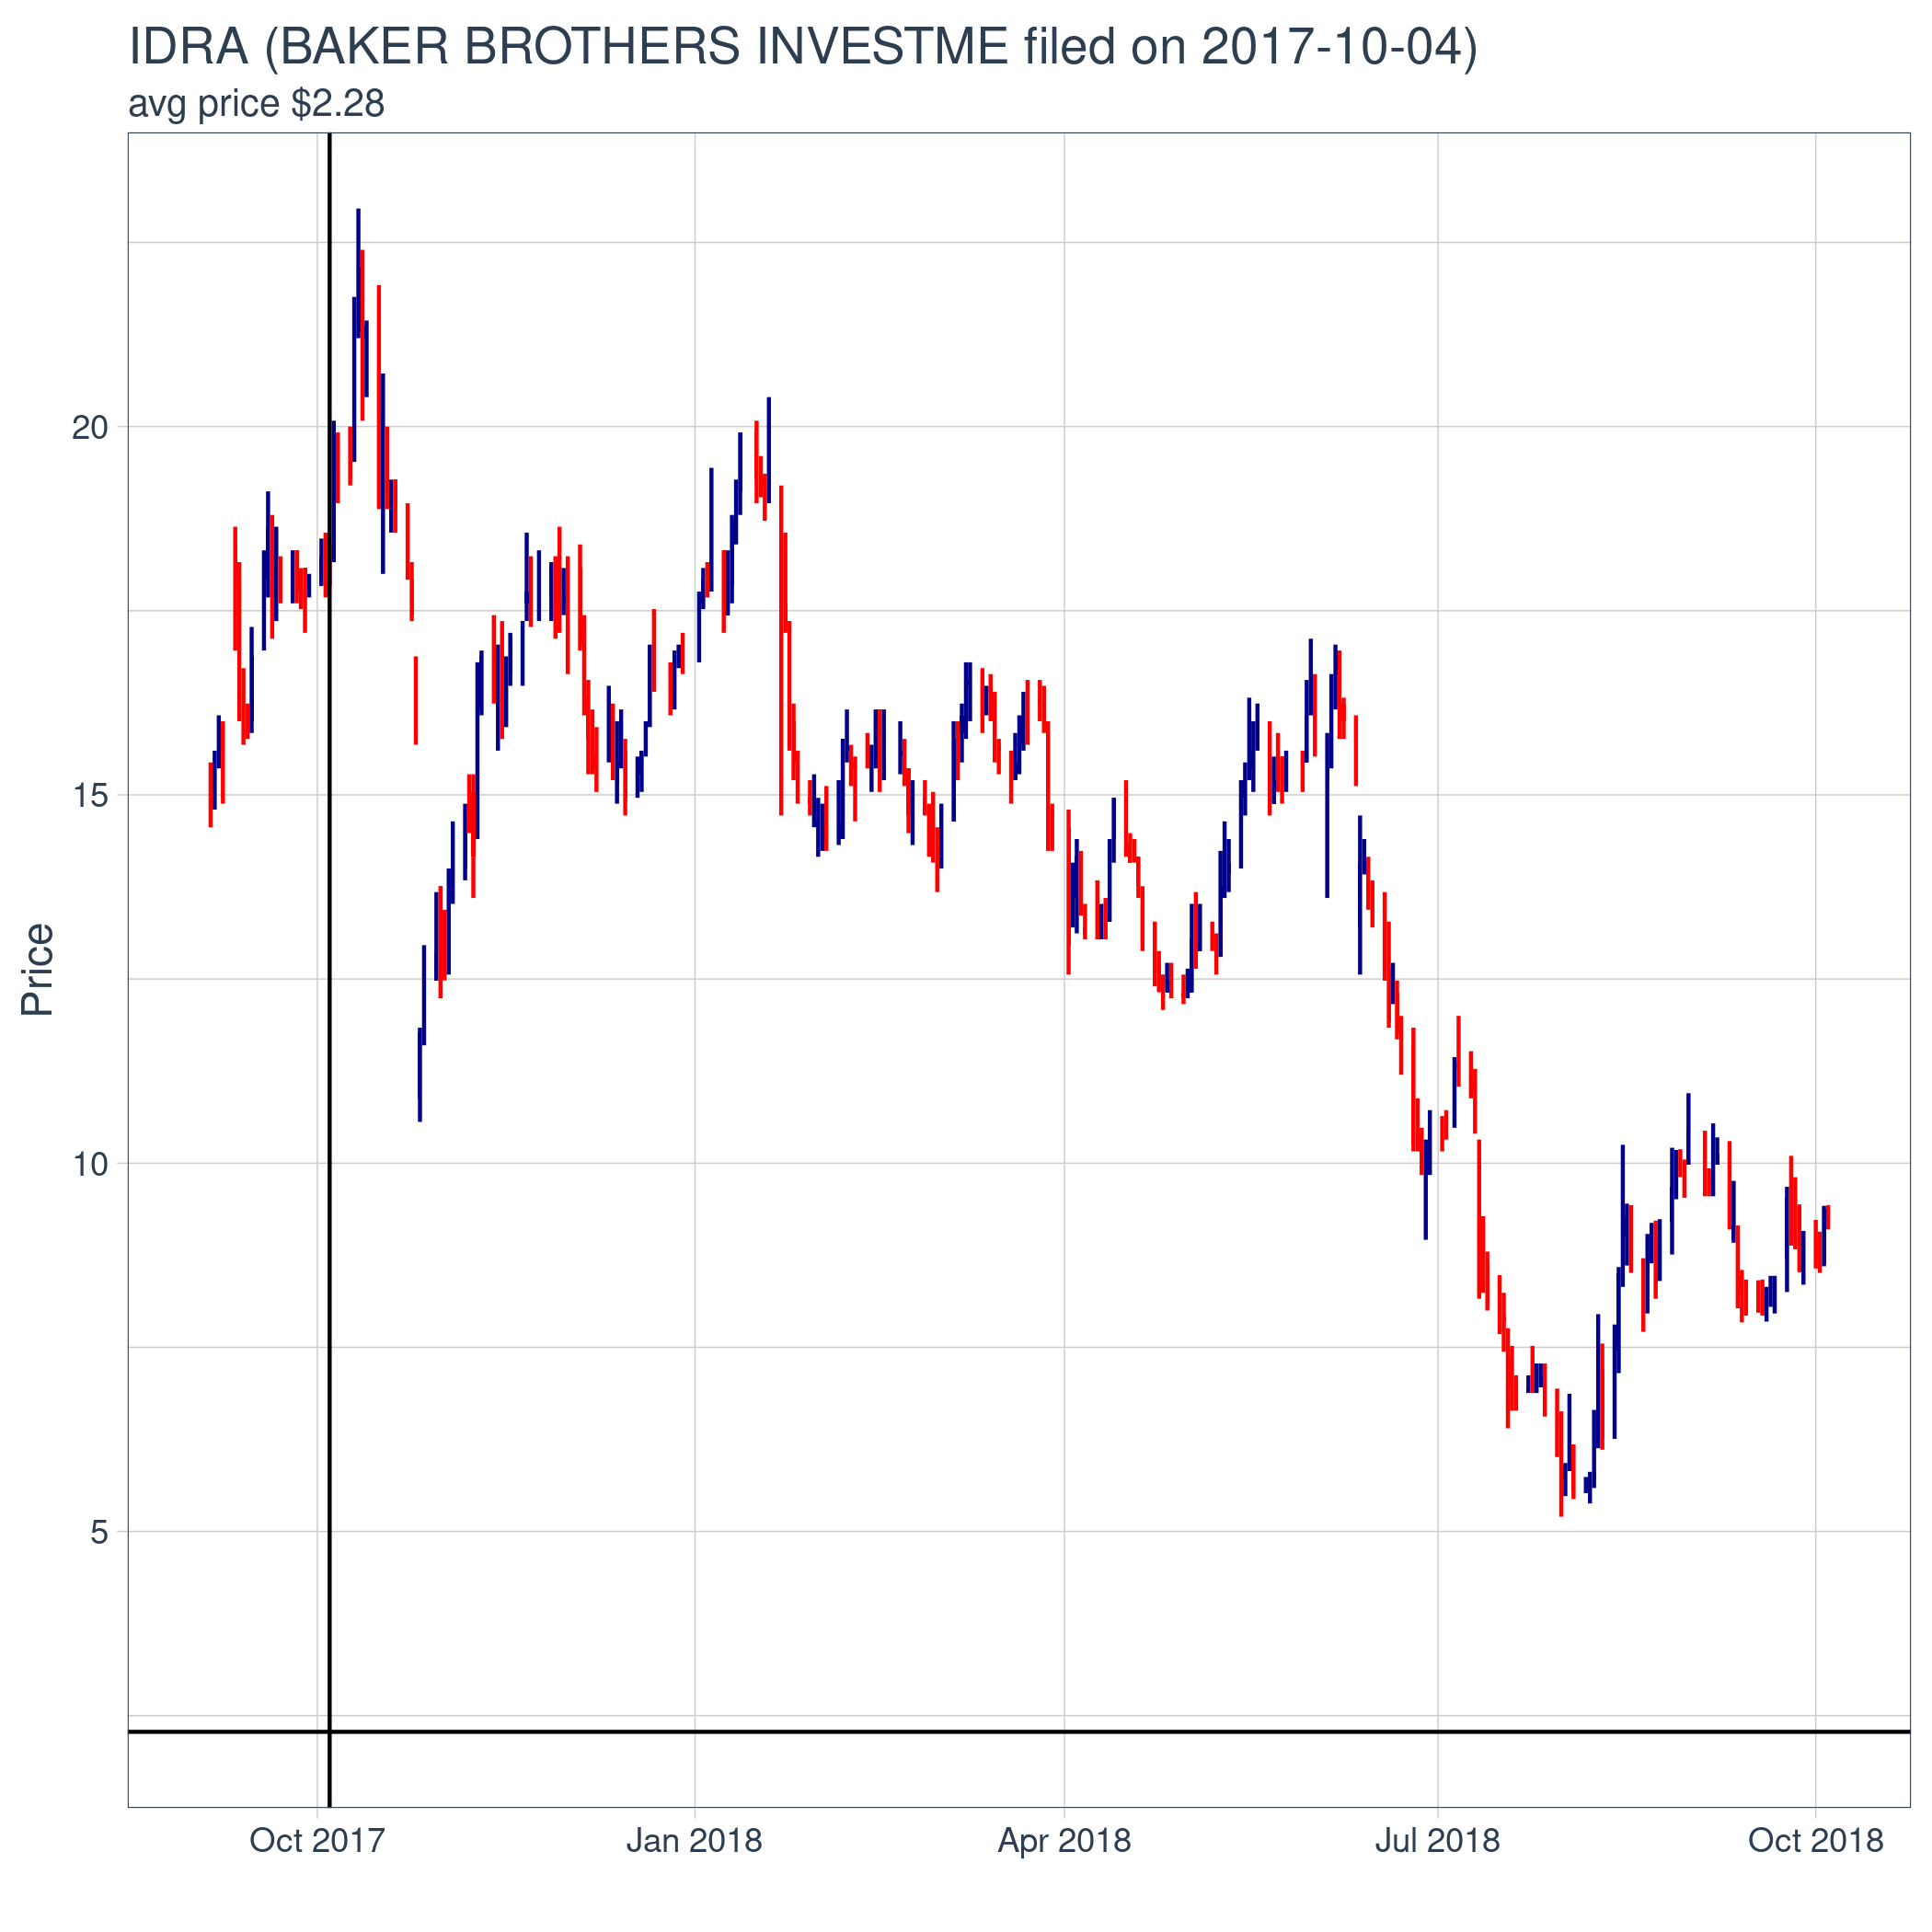 IDRA (BAKER BROTHERS INVESTME filed on 2017-10-04)
avg price $2.28
Price
20
15
10
5
Oct 2017
Jan 2018
Apr 2018
Jul 2018
Oct 2018